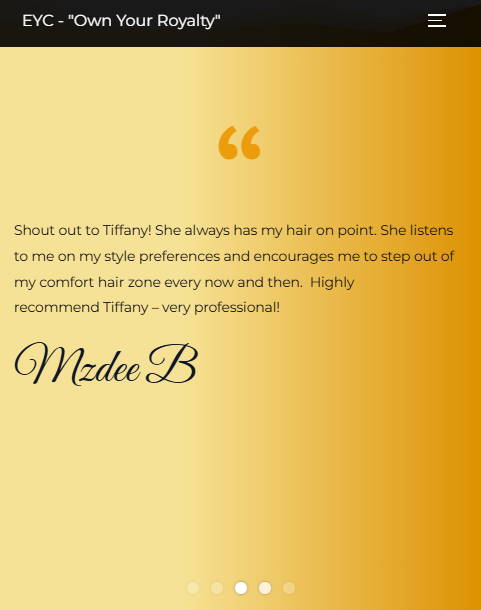 EYC - "Own Your Royalty"
“
Shout out to Tiffany! She always has my hair on point. She listens
to me on my style preferences and encourages me to step out of
my comfort hair zone every now and then.  Highly
recommend Tiffany – very professional!
Mzdee B